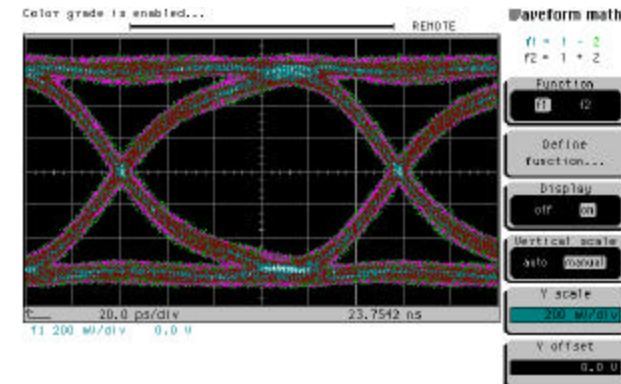 Color grade is enabled...
REMOTE
20.0 ps/div 23.7542 ns
f1 200 mV/div 0.0 V
Waveform math
f1 = 1 - 2
f2 = 1 + 2
Function
f1 f2
Define
function...
Display
off on
Vertical scale
auto manual
Y scale
200 mV/div
Y offset
0.0 V